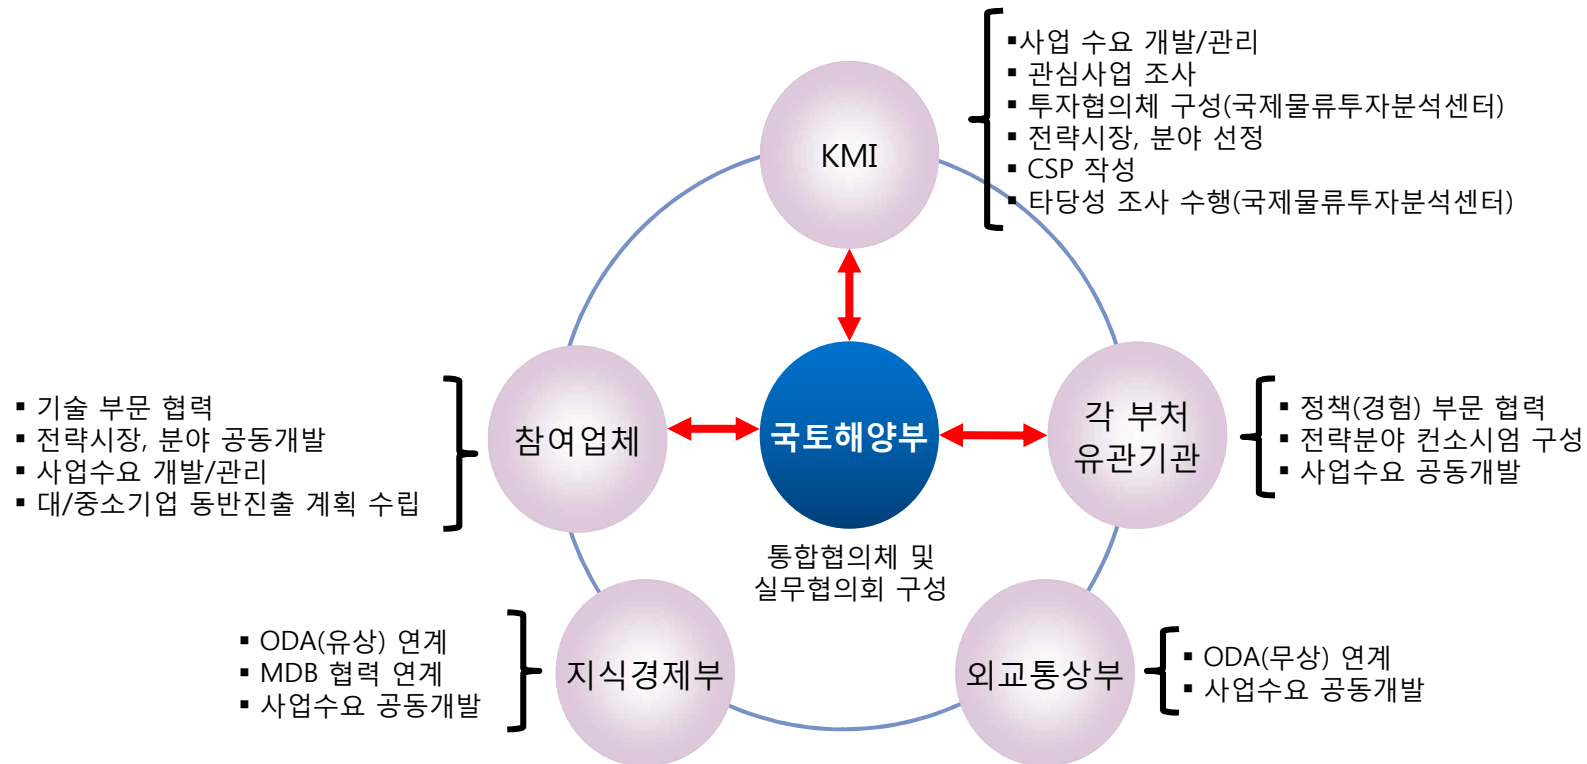 ▪사업 수요 개발/관리
▪ 관심사업 조사
▪ 투자협의체 구성(국제물류투자분석센터)
▪ 전략시장, 분야 선정
▪ CSP 작성
▪ 타당성 조사 수행(국제물류투자분석센터)
KMI
▪ 기술 부문 협력
▪ 전략시장, 분야 공동개발
▪ 사업수요 개발/관리
▪ 대/중소기업 동반진출 계획 수립
참여업체
국토해양부
통합협의체 및
실무협의회 구성
각 부처
유관기관
▪ 정책(경험) 부문 협력
▪ 전략분야 컨소시엄 구성
▪ 사업수요 공동개발
▪ ODA(유상) 연계
▪ MDB 협력 연계
▪ 사업수요 공동개발
지식경제부
외교통상부
▪ ODA(무상) 연계
▪ 사업수요 공동개발